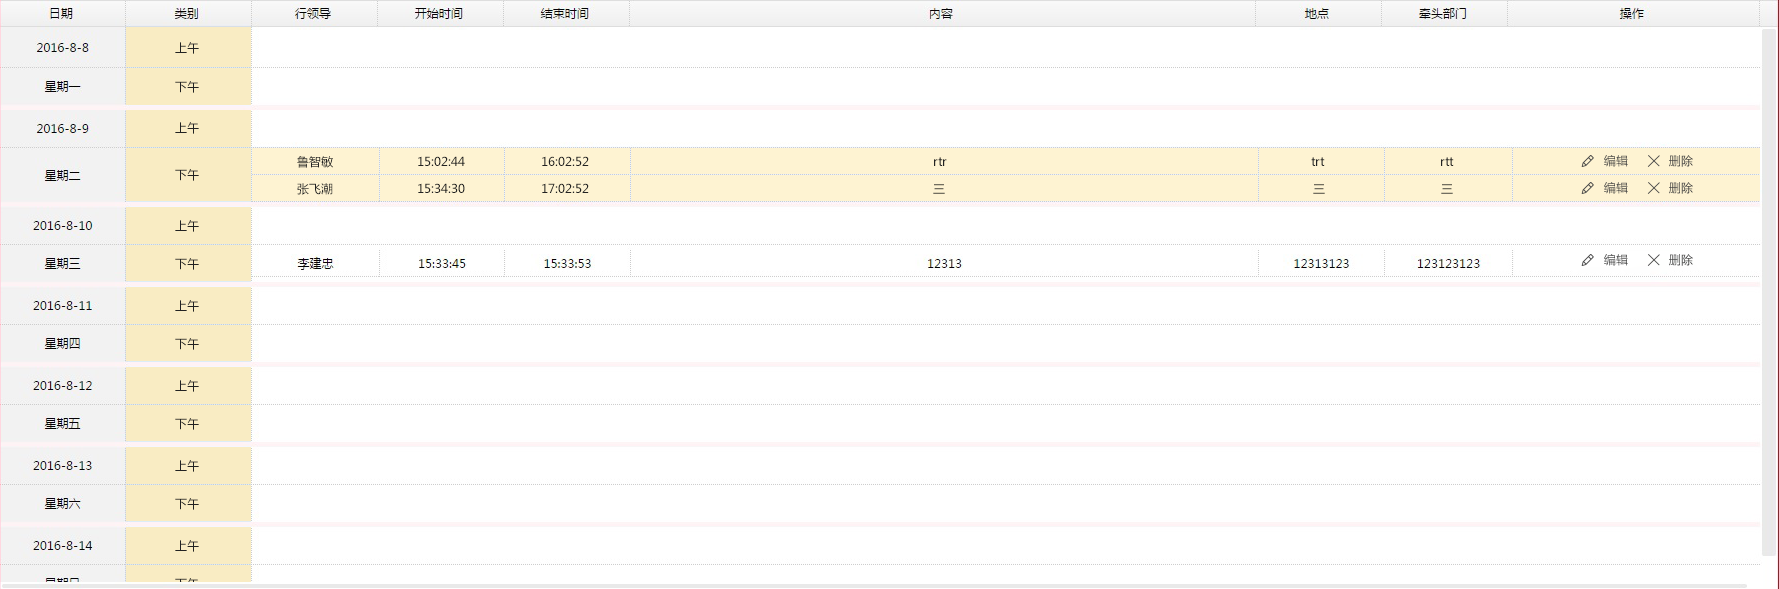 日期 类别 行领导 开始时间 结束时间 内容 地点 牵头部门 操作
2016-8-8 上午
星期一 下午
2016-8-9 上午
星期二 下午
鲁智敏 15:02:44 16:02:52 rtr trt rtt 编辑 删除
张飞潮 15:34:30 17:02:52 三 三 三 编辑 删除
2016-8-10 上午
星期三 下午 李建忠 15:33:45 15:33:53 12313 12313123 123123123 编辑 删除
2016-8-11 上午
星期四 下午
2016-8-12 上午
星期五 下午
2016-8-13 上午
星期六 下午
2016-8-14 上午